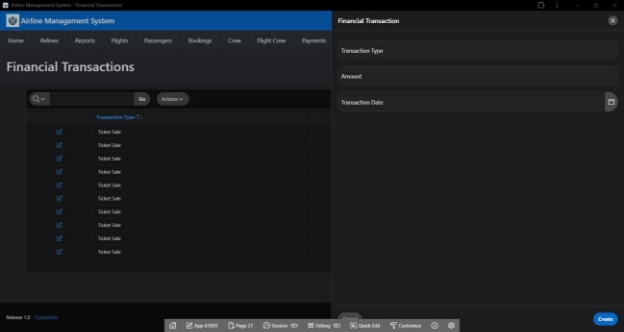 Airline Management System - Financial Transactions
Airline Management System
Home Airlines Airports Flights Passengers Bookings Crew Flight Crew Payments
Financial Transactions
Go Actions
Transaction Type
Ticket Sale
Ticket Sale
Ticket Sale
Ticket Sale
Ticket Sale
Ticket Sale
Ticket Sale
Ticket Sale
Ticket Sale
Ticket Sale
Financial Transaction
Transaction Type
Amount
Transaction Date
Cancel Create
Release 1.0 Customize
App 61693 Page 21 Session Debug Quick Edit Customize